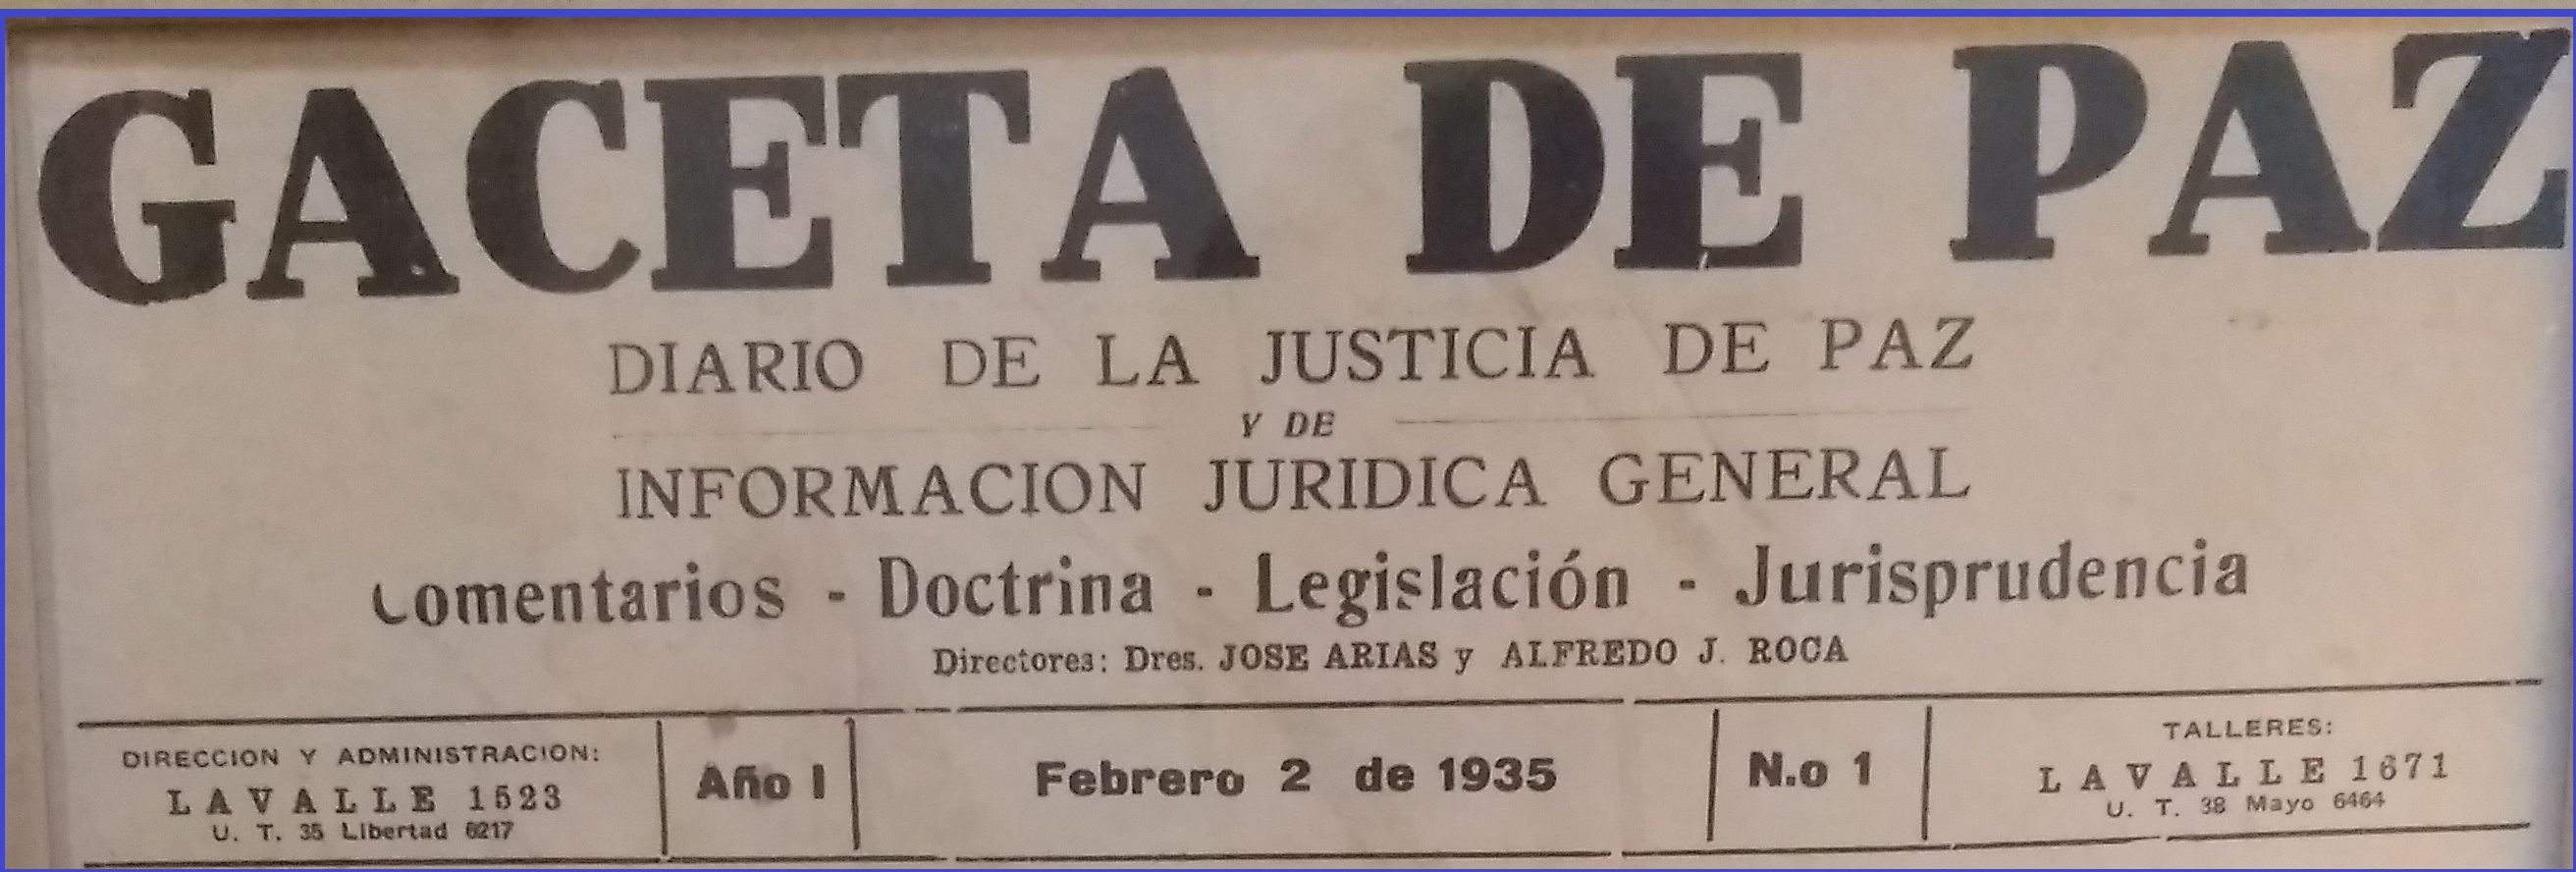 GACETA DE PAZ
DIARIO DE LA JUSTICIA DE PAZ
Y DE
INFORMACION JURIDICA GENERAL
Comentarios - Doctrina - Legislación - Jurisprudencia
Directores: Dres. JOSE ARIAS y ALFREDO J. ROCA
DIRECCION Y ADMINISTRACION:
LAVALLE 1523
U. T. 35 Libertad 6217
Año I
Febrero 2 de 1935
N.o 1
TALLERES:
LAVALLE 1671
U. T. 38 Mayo 6464